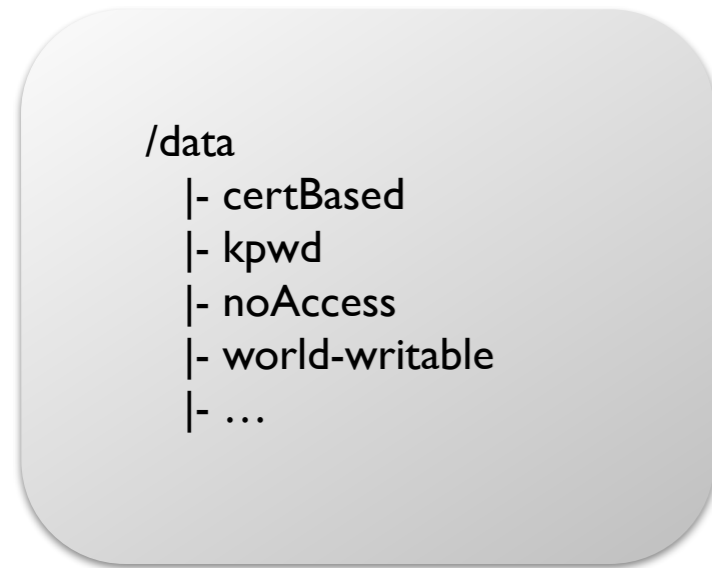 /data
|- certBased
|- kpwd
|- noAccess
|- world-writable
|- …